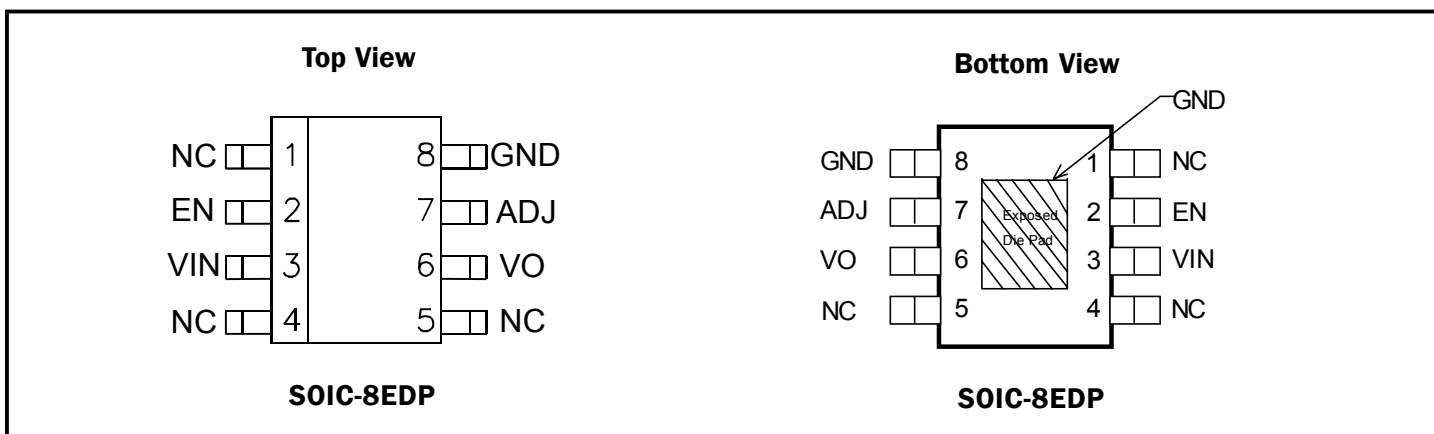 Top View
NC 1 8 GND
EN 2 7 ADJ
VIN 3 6 VO
NC 4 5 NC
SOIC-8EDP
Bottom View
GND
GND 8 1 NC
ADJ 7 Exposed 2 EN
Die Pad
VO 6 3 VIN
NC 5 4 NC
SOIC-8EDP